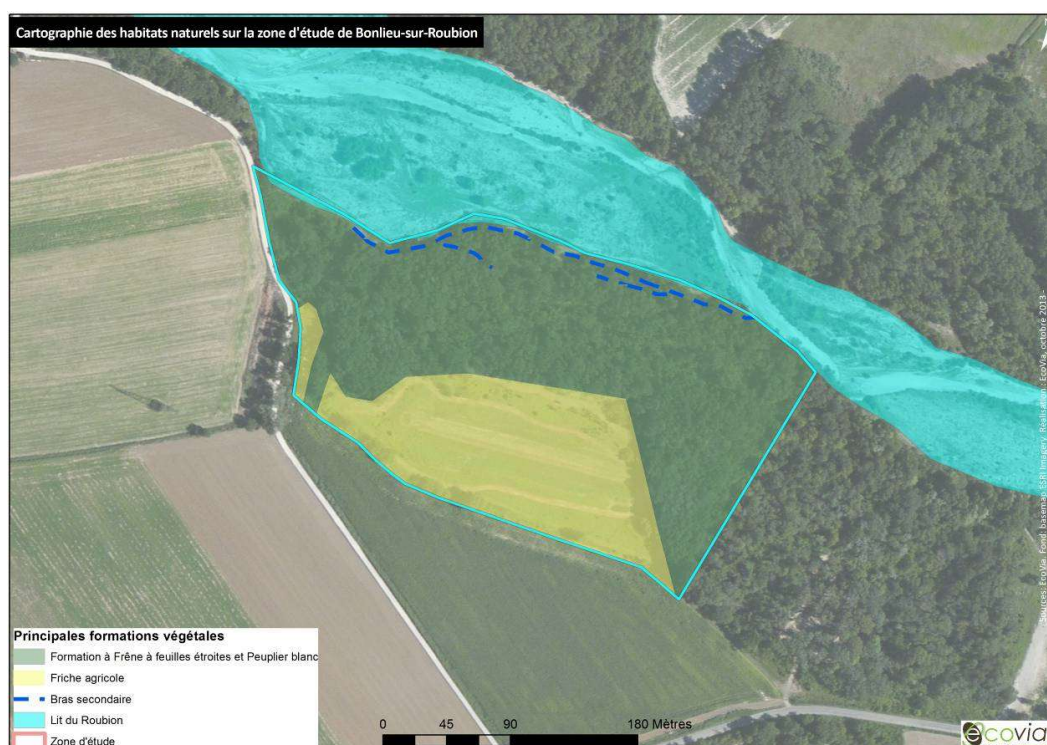 Cartographie des habitats naturels sur la zone d'étude de Bonlieu-sur-Roubion
Sources: EcoVia. Fond: basemap ESRI Imagery. Réalisation : EcoVia, octobre 2013 -
Principales formations végétales
Formation à Frêne à feuilles étroites et Peuplier blanc
Friche agricole
Bras secondaire
Lit du Roubion
Zone d'étude
0 45 90 180 Mètres
ecovia